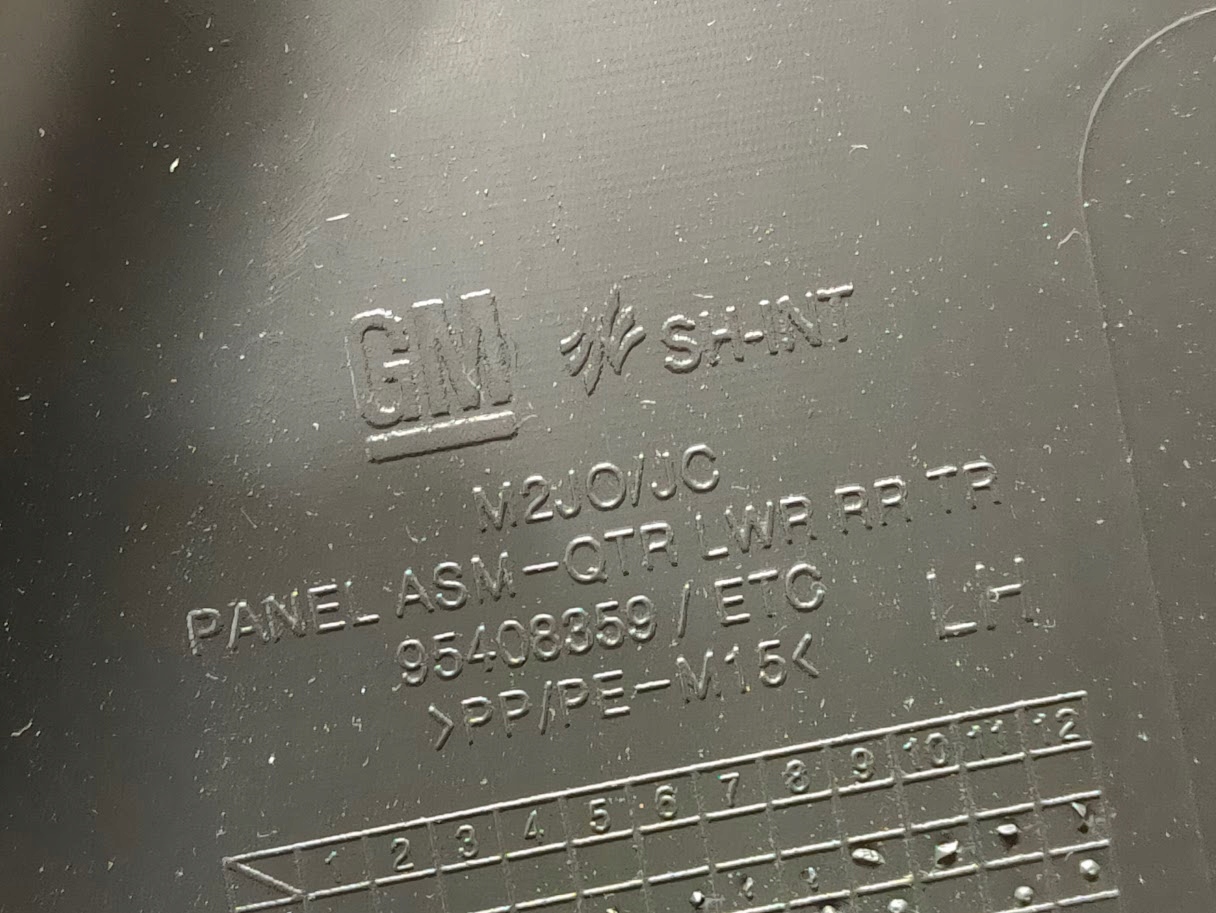 GM SH-INT
M2JO/JC
PANEL ASM-QTR LWR RR TR
95408359 / ETC LH
>PP/PE-M15<
1 2 3 4 5 6 7 8 9 10 11 12